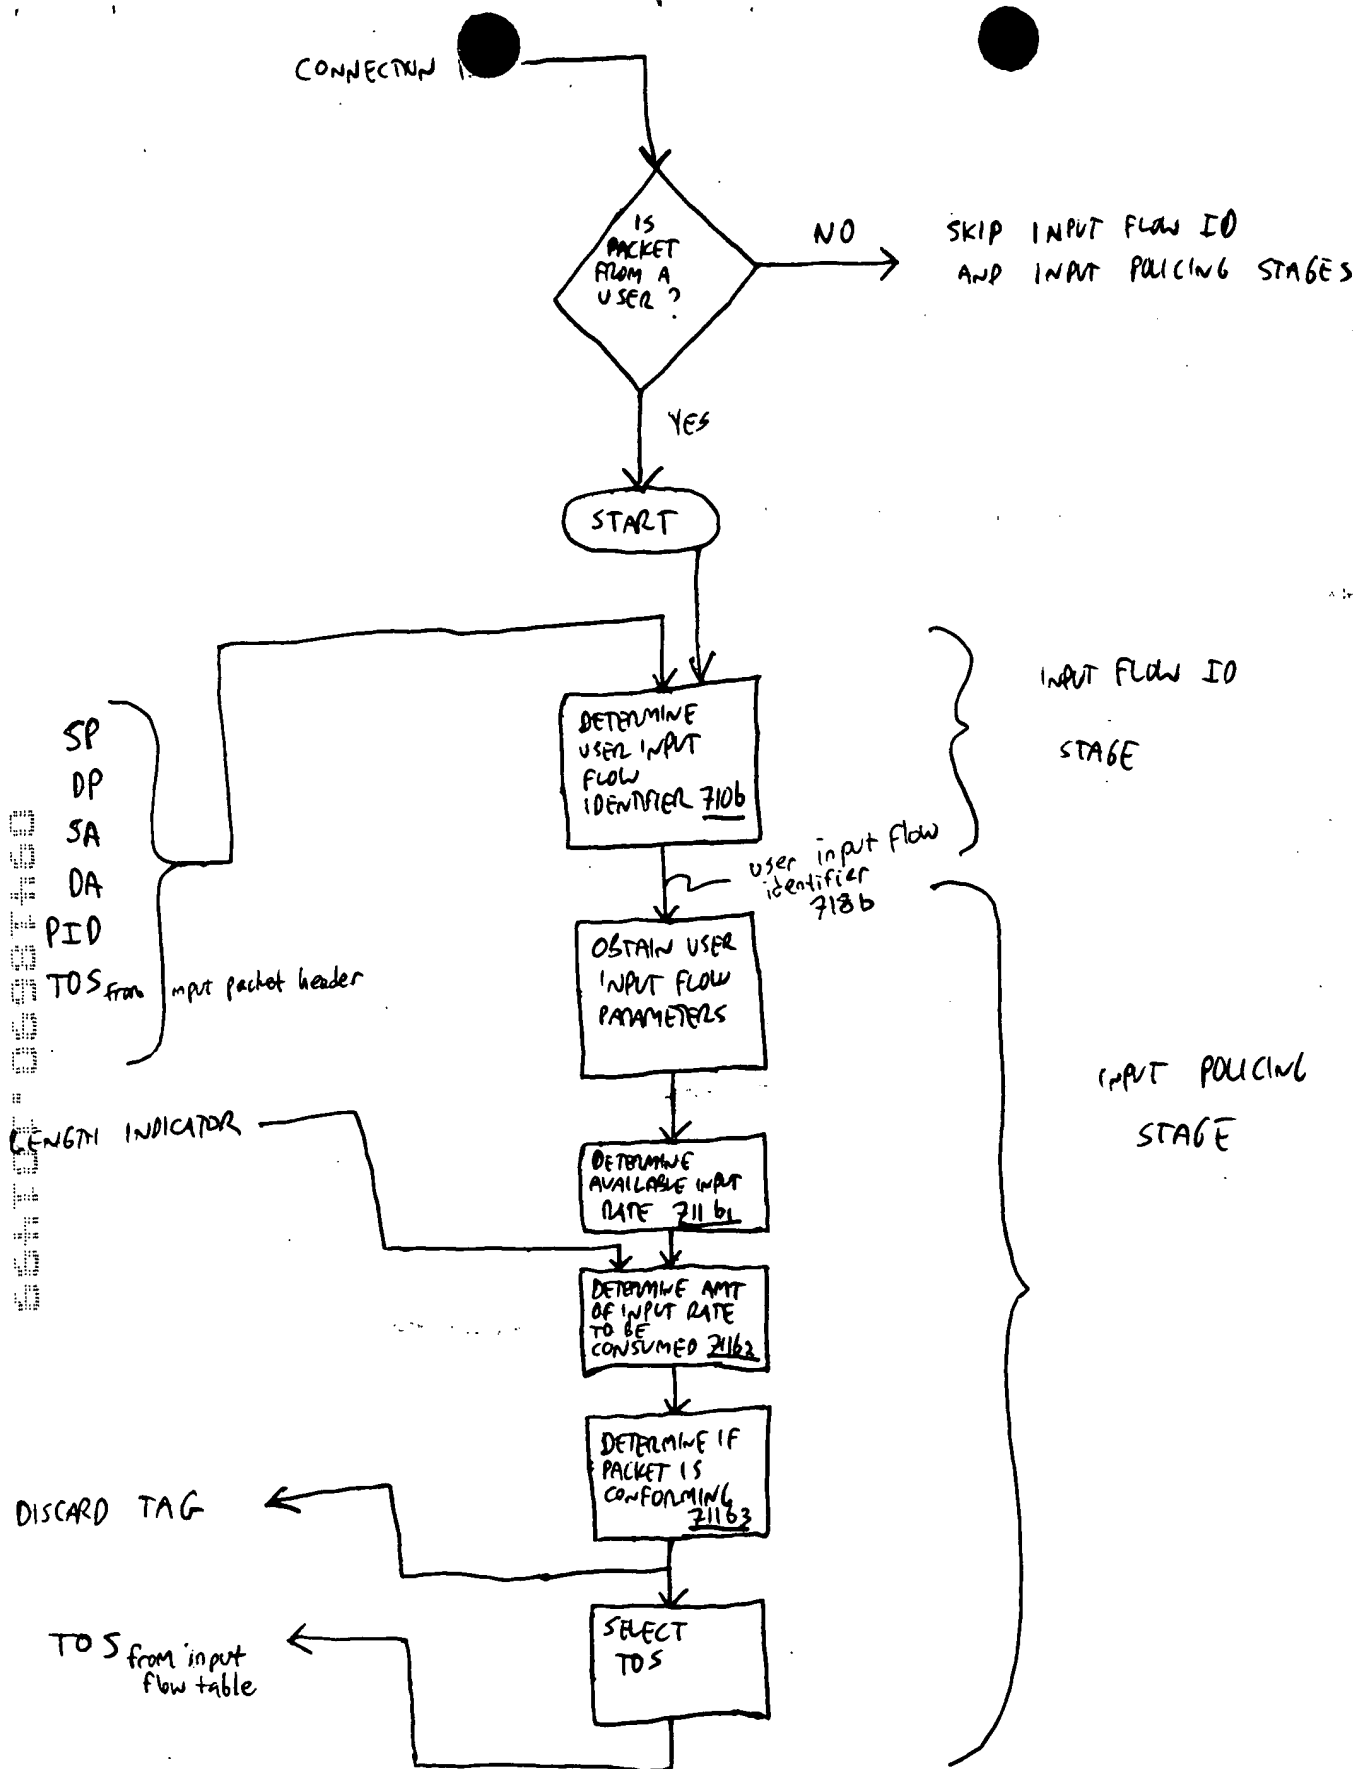 CONNECTION
IS
PACKET
FROM A
USER?
NO
SKIP INPUT FLOW ID
AND INPUT POLICING STAGES
YES
START
INPUT FLOW ID
STAGE
DETERMINE
USER INPUT
FLOW
IDENTIFIER 710b
SP
DP
SA
DA
PID
TOS from input packet header
user input flow
identifier
718b
OBTAIN USER
INPUT FLOW
PARAMETERS
INPUT POLICING
STAGE
LENGTH INDICATOR
DETERMINE
AVAILABLE INPUT
RATE 711b1
DETERMINE AMT
OF INPUT RATE
TO BE
CONSUMED 711b2
DETERMINE IF
PACKET IS
CONFORMING
711b3
DISCARD TAG
SELECT
TOS
TOS from input
flow table